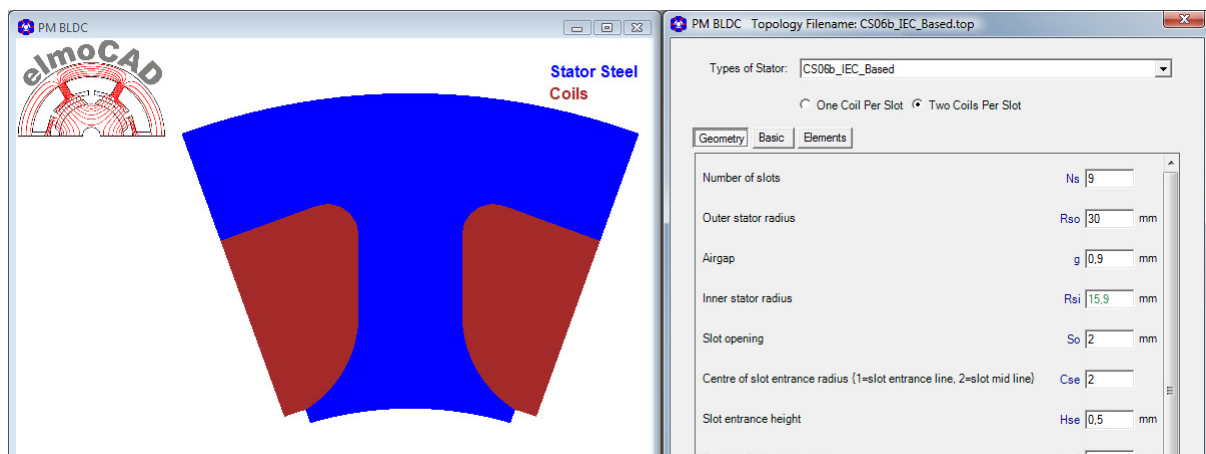 PM BLDC
elmoCAD
Stator Steel
Coils
PM BLDC Topology Filename: CS06b_IEC_Based.top
Types of Stator: CS06b_IEC_Based
One Coil Per Slot Two Coils Per Slot
Geometry Basic Elements
Number of slots Ns 9
Outer stator radius Rso 30 mm
Airgap g 0,9 mm
Inner stator radius Rsi 15,9 mm
Slot opening So 2 mm
Centre of slot entrance radius {1=slot entrance line, 2=slot mid line} Cse 2
Slot entrance height Hse 0,5 mm